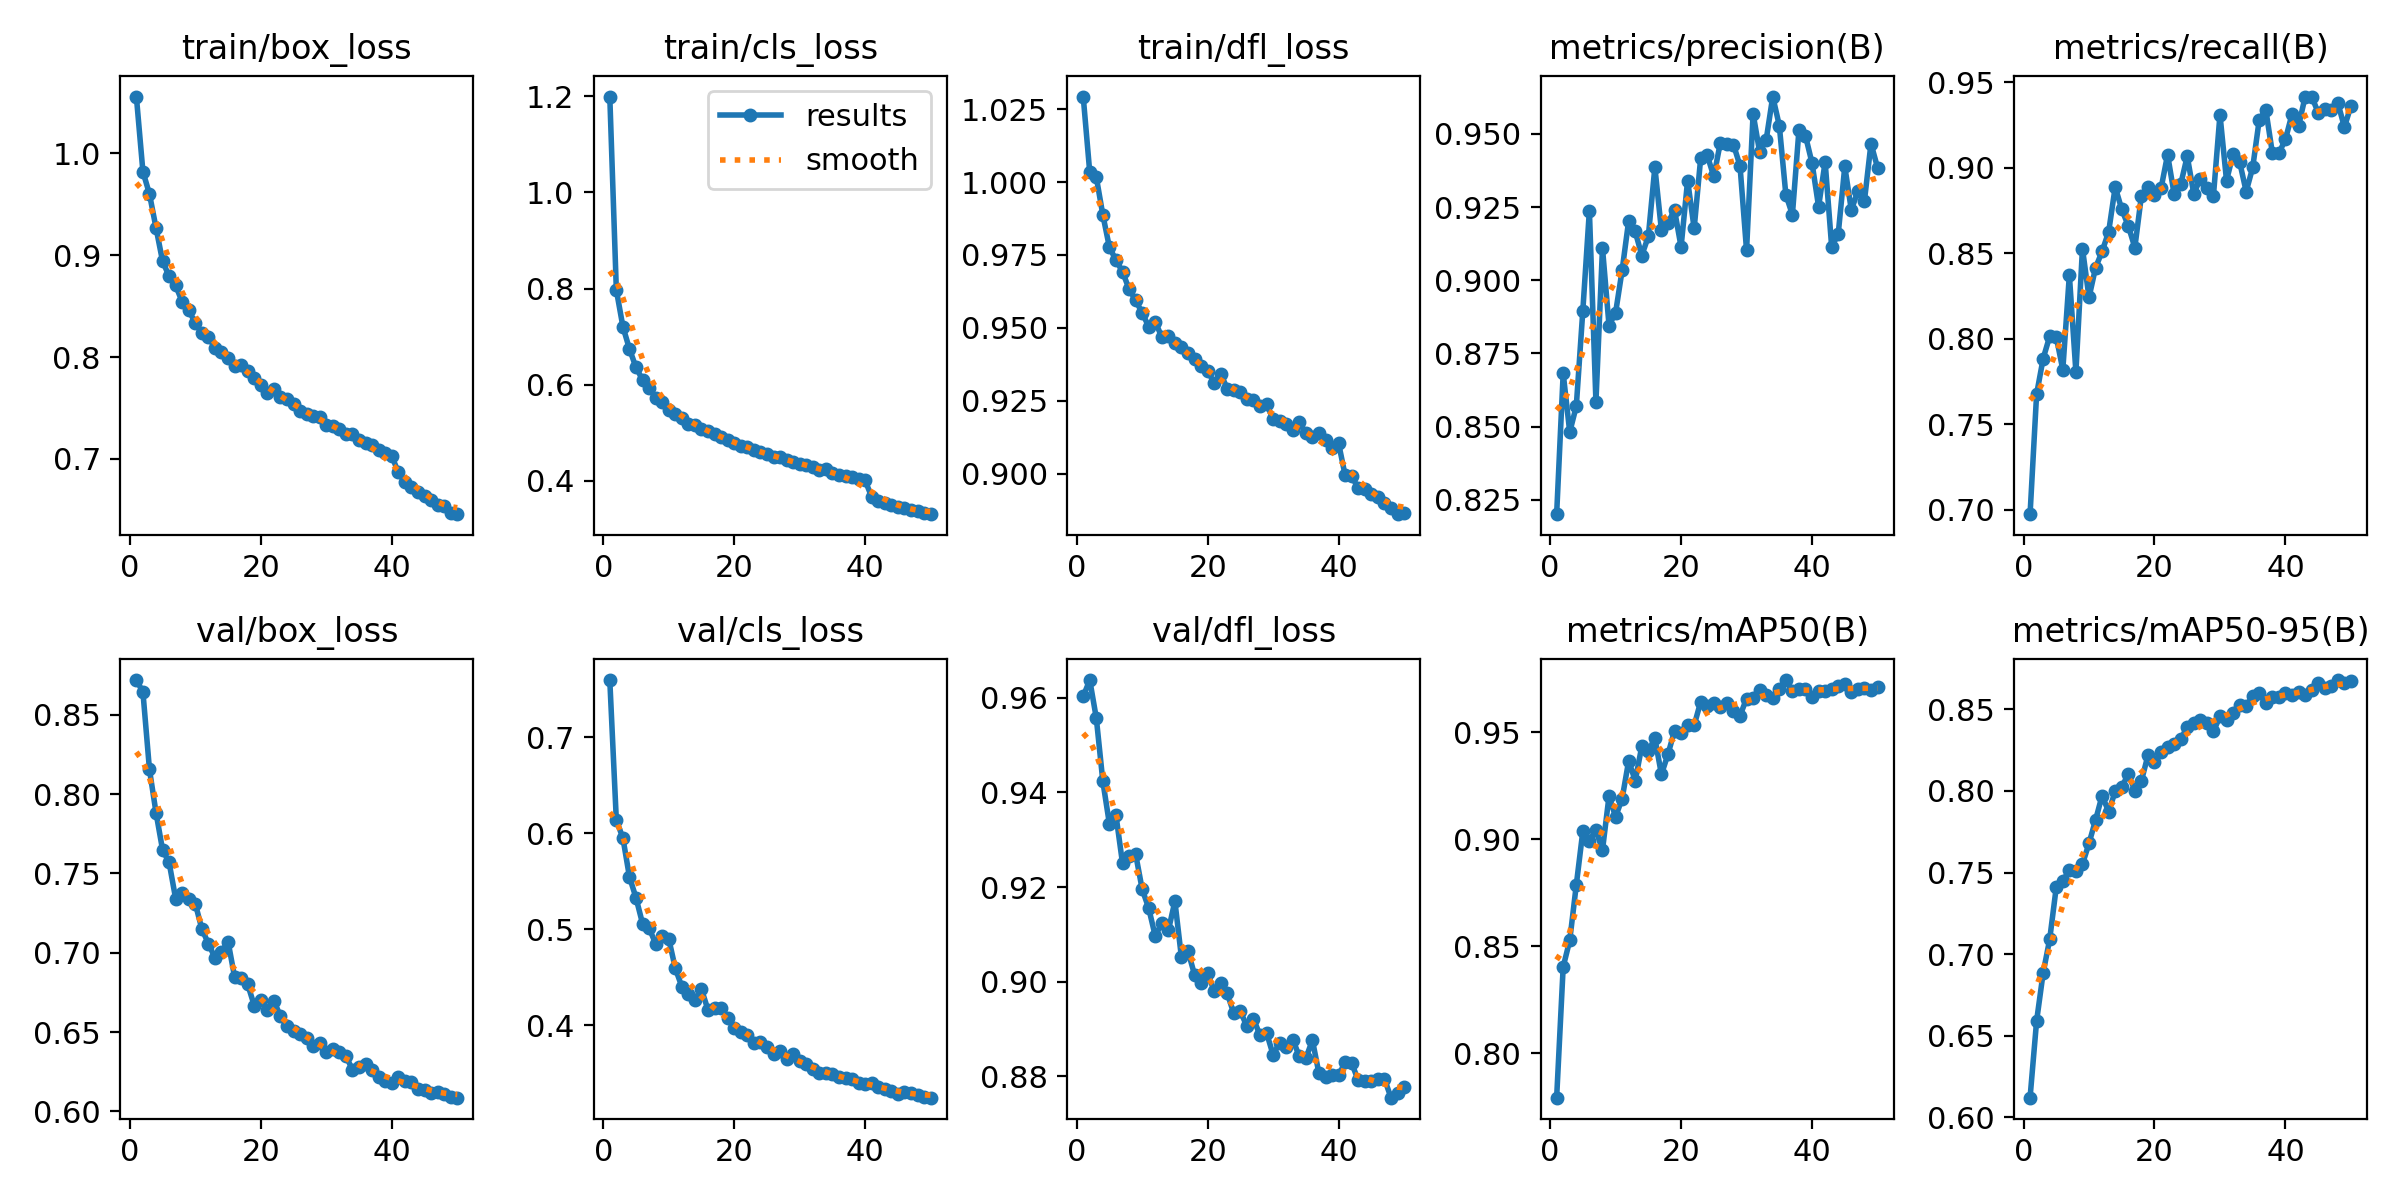 train/box_loss
1.0
0.9
0.8
0.7
0 20 40
train/cls_loss
results
smooth
1.2
1.0
0.8
0.6
0.4
0 20 40
train/dfl_loss
1.025
1.000
0.975
0.950
0.925
0.900
0 20 40
metrics/precision(B)
0.950
0.925
0.900
0.875
0.850
0.825
0 20 40
metrics/recall(B)
0.95
0.90
0.85
0.80
0.75
0.70
0 20 40
val/box_loss
0.85
0.80
0.75
0.70
0.65
0.60
0 20 40
val/cls_loss
0.7
0.6
0.5
0.4
0 20 40
val/dfl_loss
0.96
0.94
0.92
0.90
0.88
0 20 40
metrics/mAP50(B)
0.95
0.90
0.85
0.80
0 20 40
metrics/mAP50-95(B)
0.85
0.80
0.75
0.70
0.65
0.60
0 20 40